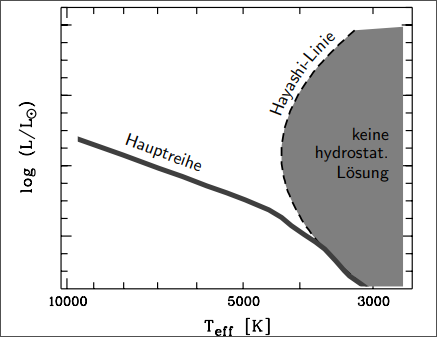 Hayashi-Linie
keine
hydrostat.
Lösung
Hauptreihe
log (L/L☉)
10000
5000
3000
Teff [K]